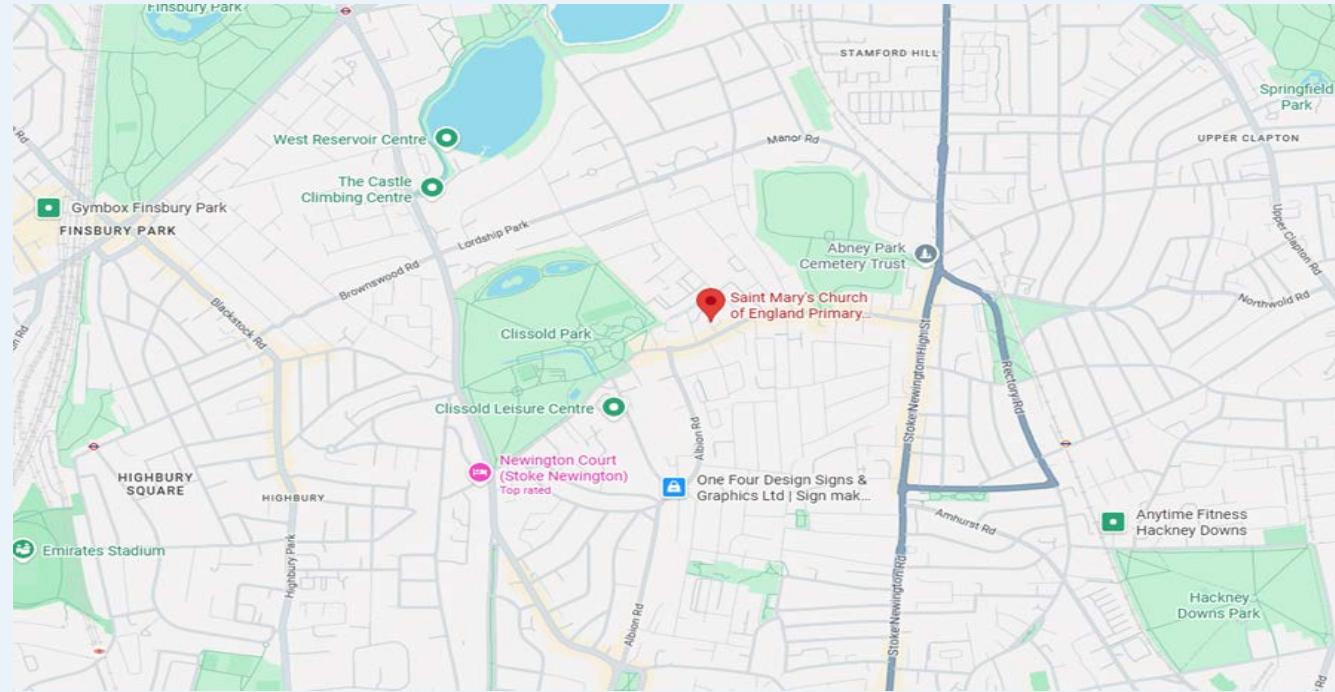 Finsbury Park
STAMFORD HILL
Springfield
Park
West Reservoir Centre
Manor Rd
UPPER CLAPTON
The Castle
Climbing Centre
Gymbox Finsbury Park
FINSBURY PARK
Lordship Park
Upper Clapton Rd
Abney Park
Cemetery Trust
Brownswood Rd
Saint Mary's Church
of England Primary...
Northwold Rd
Blackstock Rd
Clissold Park
Stoke Newington High St
Rectory Rd
Clissold Leisure Centre
Albion Rd
Newington Court
(Stoke Newington)
Top rated
One Four Design Signs &
Graphics Ltd | Sign mak...
HIGHBURY
SQUARE
HIGHBURY
Amhurst Rd
Anytime Fitness
Hackney Downs
Emirates Stadium
Highbury Park
Stoke Newington Rd
Albion Rd
Hackney
Downs Park
Rd